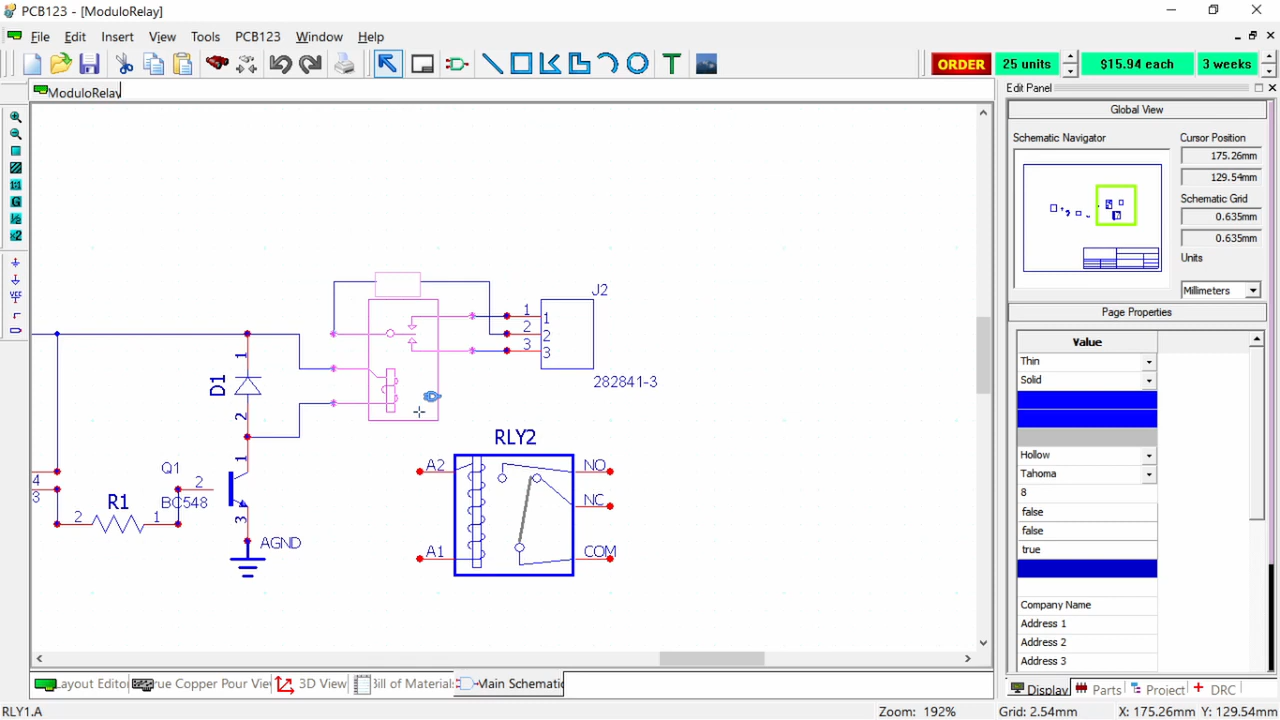 PCB123 - [ModuloRelay]
File Edit Insert View Tools PCB123 Window Help
ORDER 25 units $15.94 each 3 weeks
ModuloRelay
Edit Panel
Global View
Schematic Navigator
Cursor Position
175.26mm
129.54mm
Schematic Grid
0.635mm
0.635mm
Units
Millimeters
Page Properties
Value
Thin
Solid
Hollow
Tahoma
8
false
false
true
Company Name
Address 1
Address 2
Address 3
Display Parts Project DRC
J2
1 1
2 2
3 3
282841-3
D1
1
2
RLY2
A2 NO
NC
A1 COM
Q1
BC548
1
2
3
4
3
R1
2 1
AGND
Layout Editor True Copper Pour Vie 3D View Bill of Material Main Schematic
RLY1.A Zoom: 192% Grid: 2.54mm X: 175.26mm Y: 129.54mm